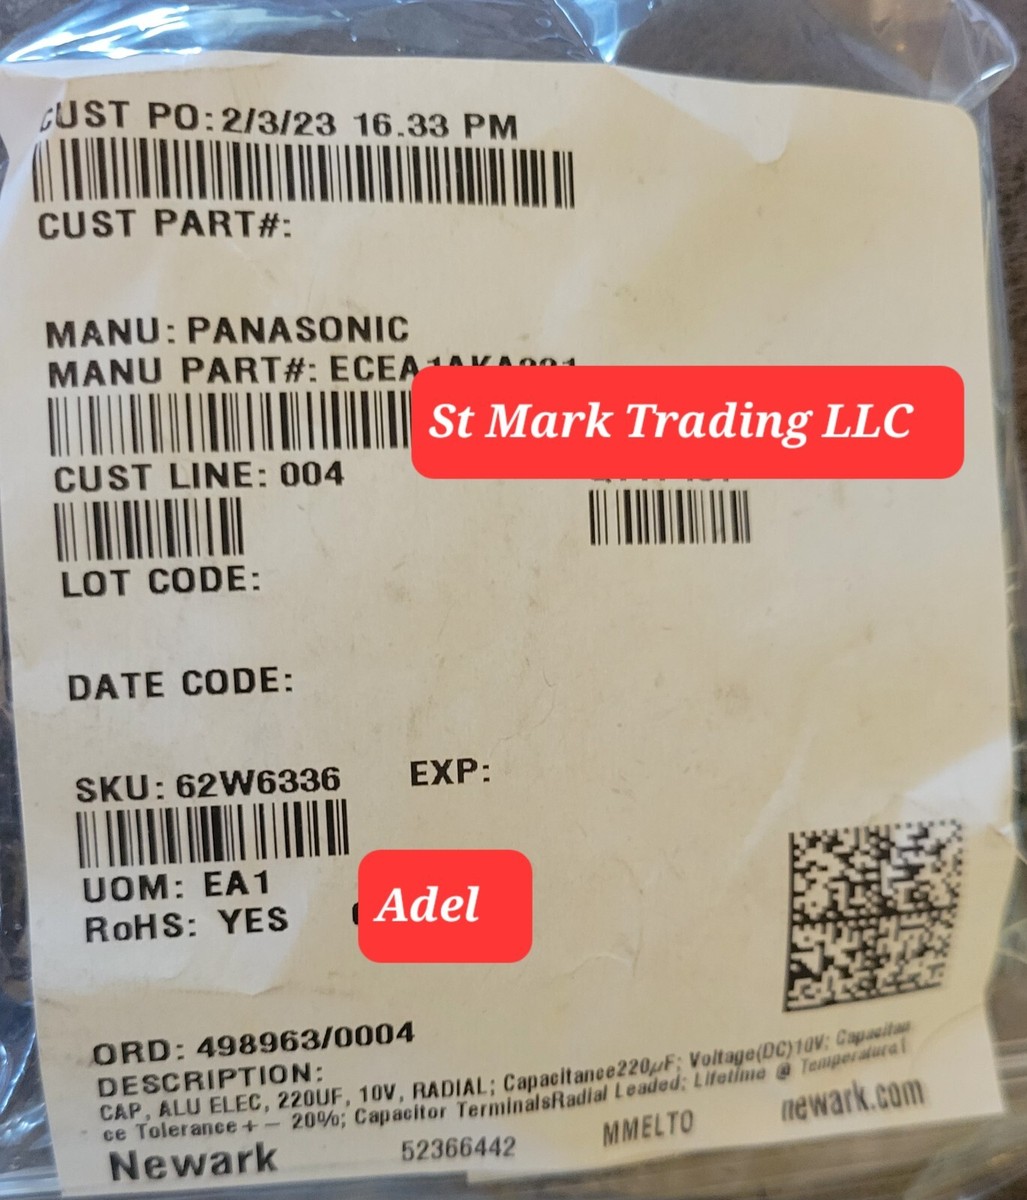 CUST PO: 2/3/23 16.33 PM
CUST PART#:
MANU: PANASONIC
MANU PART#:
St Mark Trading LLC
CUST LINE: 004
LOT CODE:
DATE CODE:
SKU: 62W6336 EXP:
UOM: EA1
RoHS: YES
Adel
ORD: 498963/0004
DESCRIPTION:
CAP, ALU ELEC, 220UF, 10V, RADIAL; Capacitance220µF; Voltage(DC)10V; Capacitan
ce Tolerance + - 20%; Capacitor TerminalsRadial Leaded; Lifetime @ Temperature
Newark 52366442 MMELTO newark.com